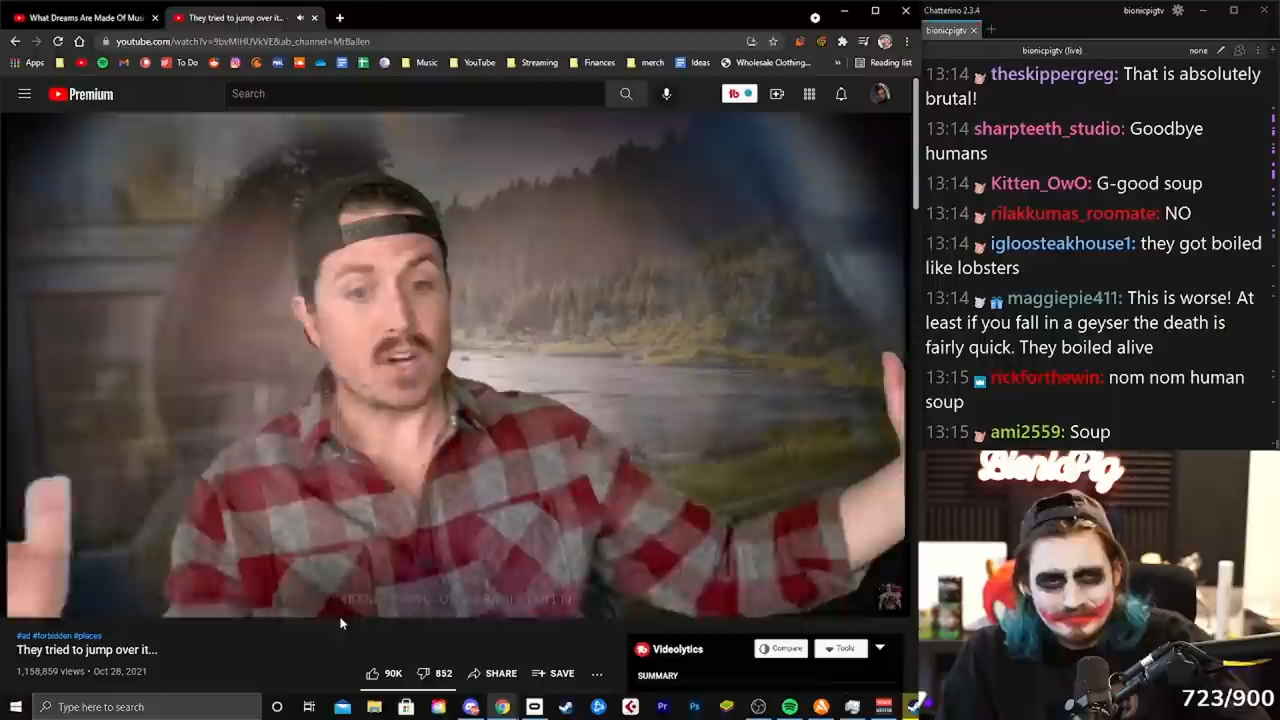 What Dreams Are Made Of Musi
They tried to jump over it...
youtube.com/watch?v=9bvMIHUVtVE&ab_channel=MrBallen
Apps
To Do
Music
YouTube
Streaming
Finances
merch
Ideas
Wholesale Clothing...
»
Reading list
Premium
Search
#ad #forbidden #places
They tried to jump over it...
1,158,859 views · Oct 28, 2021
90K
852
SHARE
SAVE
...
Videolytics
Compare
Tools
SUMMARY
Type here to search
Chatterino 2.3.4
bionicpigtv
bionicpigtv
bionicpigtv (live)
none
13:14 theskippergreg: That is absolutely
brutal!
13:14 sharpteeth_studio: Goodbye
humans
13:14 Kitten_OwO: G-good soup
13:14 rilakkumas_roomate: NO
13:14 igloosteakhouse1: they got boiled
like lobsters
13:14 maggiepie411: This is worse! At
least if you fall in a geyser the death is
fairly quick. They boiled alive
13:15 rickforthewin: nom nom human
soup
13:15 ami2559: Soup
BionicPig
723/900